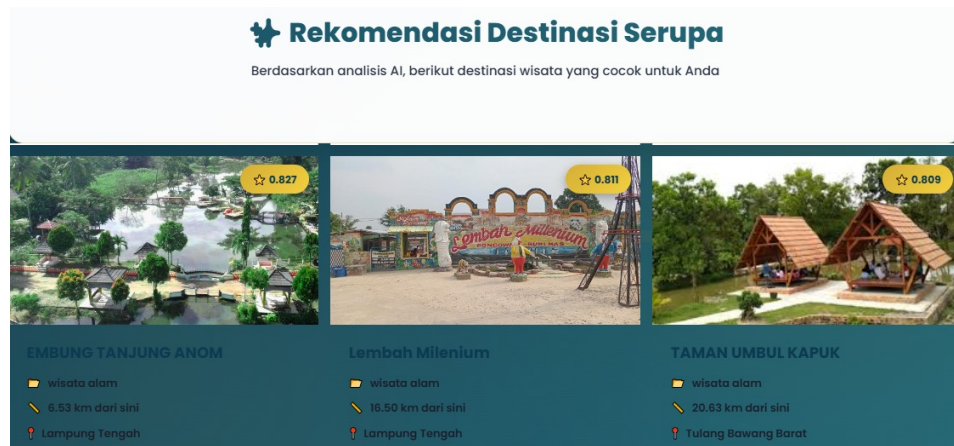 Rekomendasi Destinasi Serupa
Berdasarkan analisis AI, berikut destinasi wisata yang cocok untuk Anda
0.827
0.811
0.809
Lembah Milenium
EMBUNG TANJUNG ANOM
wisata alam
6.53 km dari sini
Lampung Tengah
Lembah Milenium
wisata alam
16.50 km dari sini
Lampung Tengah
TAMAN UMBUL KAPUK
wisata alam
20.63 km dari sini
Tulang Bawang Barat